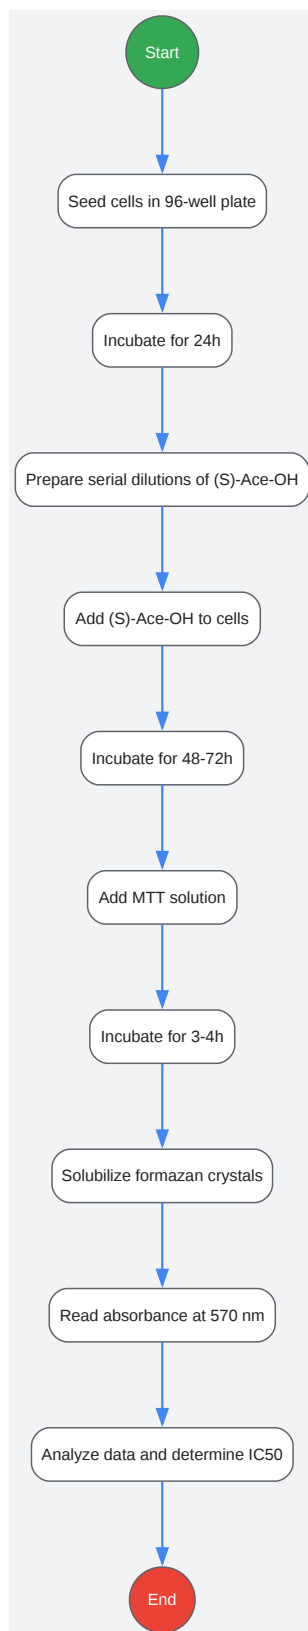 Start
Seed cells in 96-well plate
Incubate for 24h
Prepare serial dilutions of (S)-Ace-OH
Add (S)-Ace-OH to cells
Incubate for 48-72h
Add MTT solution
Incubate for 3-4h
Solubilize formazan crystals
Read absorbance at 570 nm
Analyze data and determine IC50
End